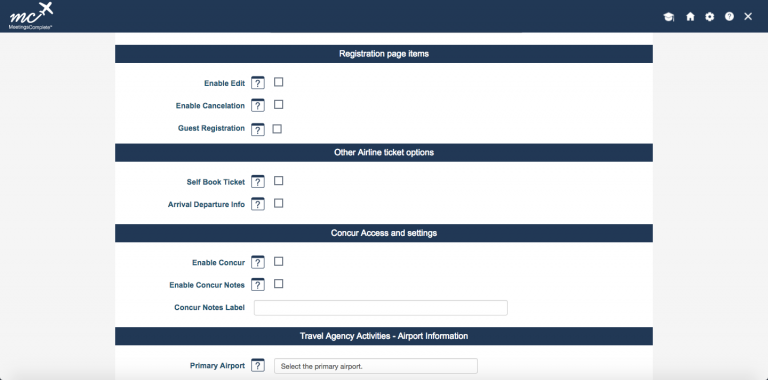 mc
MeetingsComplete
Registration page items
Enable Edit ?
Enable Cancelation ?
Guest Registration ?
Other Airline ticket options
Self Book Ticket ?
Arrival Departure Info ?
Concur Access and settings
Enable Concur ?
Enable Concur Notes ?
Concur Notes Label
Travel Agency Activities - Airport Information
Primary Airport ? Select the primary airport.